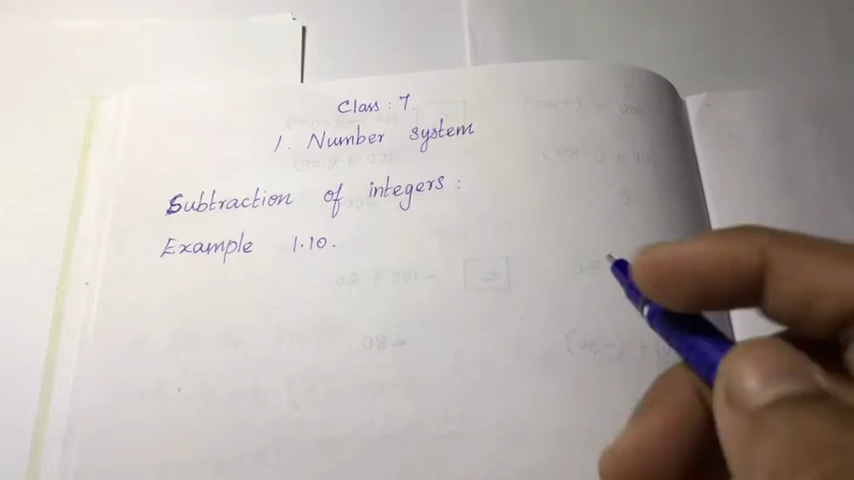 Class : 7.
1. Number system
Subtraction of integers :
Example 1.10.